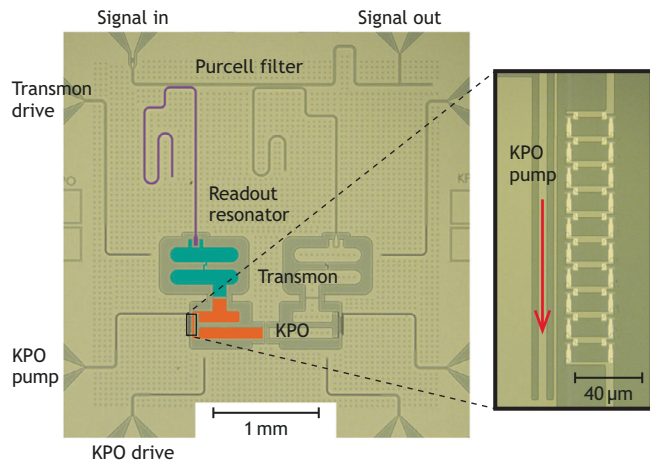 Signal in
Signal out
Purcell filter
Transmon
drive
Readout
resonator
Transmon
KPO
KPO
pump
KPO drive
1 mm
KPO
pump
40 µm